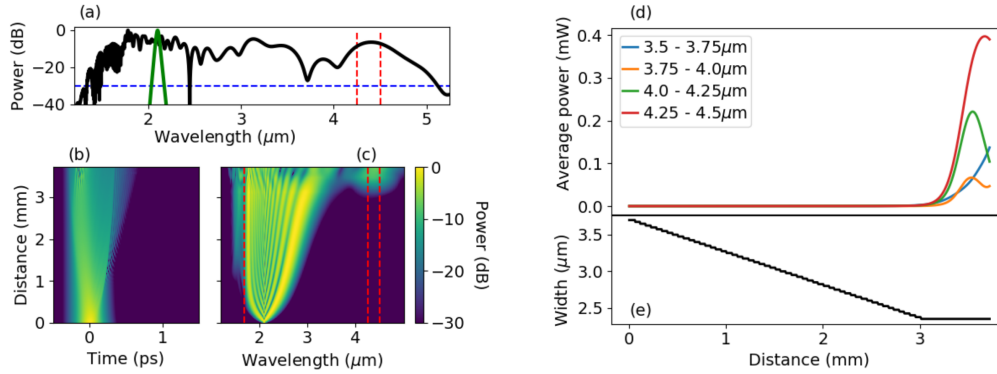 (a)
0
−20
−40
Power (dB)
2
3
4
5
Wavelength (μm)
(b)
(c)
3
2
1
0
Distance (mm)
0
1
Time (ps)
2
3
4
Wavelength (μm)
0
−10
−20
−30
Power (dB)
(d)
0.4
0.3
0.2
0.1
0.0
Average power (mW)
3.5 - 3.75μm
3.75 - 4.0μm
4.0 - 4.25μm
4.25 - 4.5μm
3.5
3.0
2.5
Width (μm)
(e)
0
1
2
3
Distance (mm)